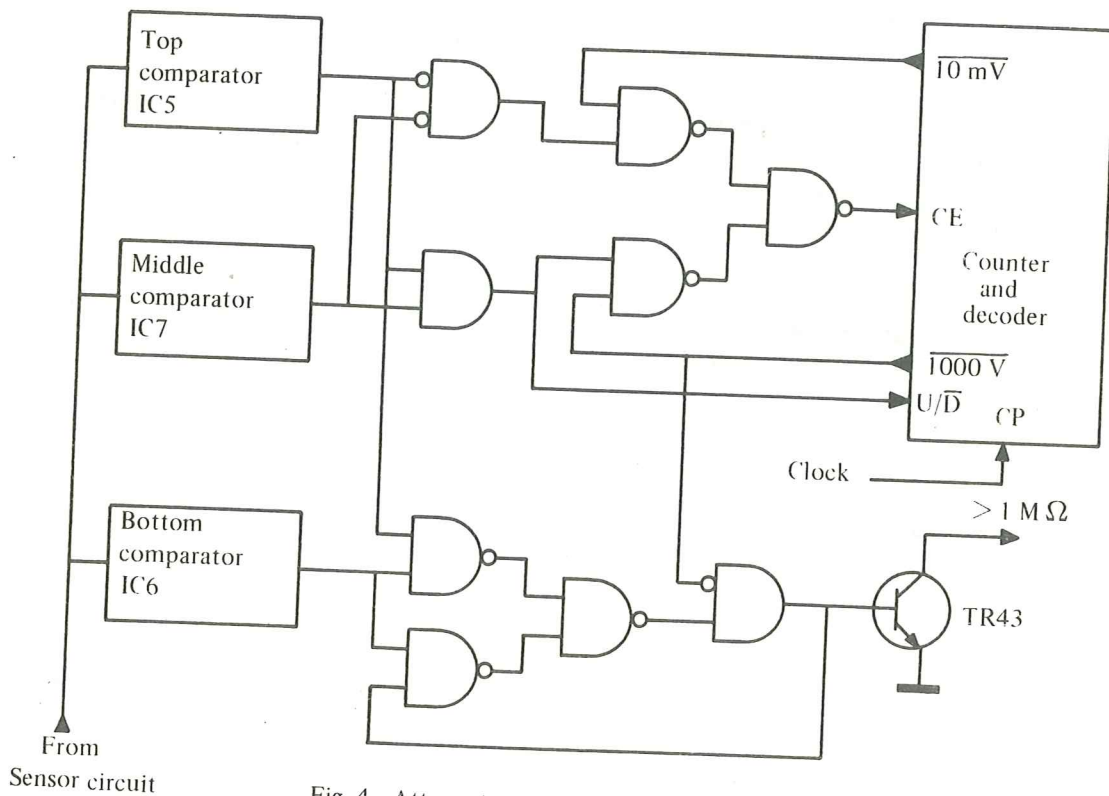 Top
comparator
IC5
Middle
comparator
IC7
Bottom
comparator
IC6
From
Sensor circuit
10 mV
CE
Counter
and
decoder
1000 V
U/D
CP
Clock
> 1 M Ω
TR43
Fig. 4